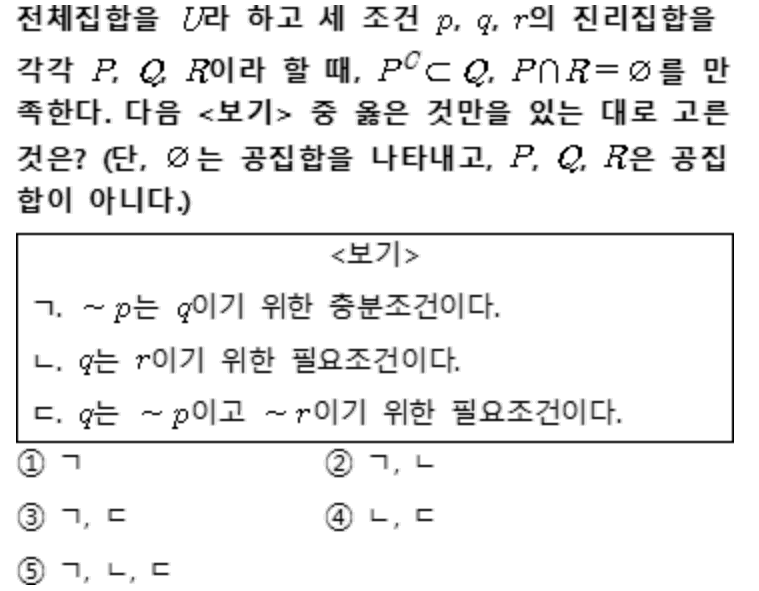 전체집합을 U라 하고 세 조건 p, q, r의 진리집합을
각각 P, Q, R이라 할 때, P^C⊂Q, P∩R=∅를 만
족한다. 다음 <보기> 중 옳은 것만을 있는 대로 고른
것은? (단, ∅는 공집합을 나타내고, P, Q, R은 공집
합이 아니다.)
<보기>
ㄱ. ~p는 q이기 위한 충분조건이다.
ㄴ. q는 r이기 위한 필요조건이다.
ㄷ. q는 ~p이고 ~r이기 위한 필요조건이다.
① ㄱ ② ㄱ, ㄴ
③ ㄱ, ㄷ ④ ㄴ, ㄷ
⑤ ㄱ, ㄴ, ㄷ